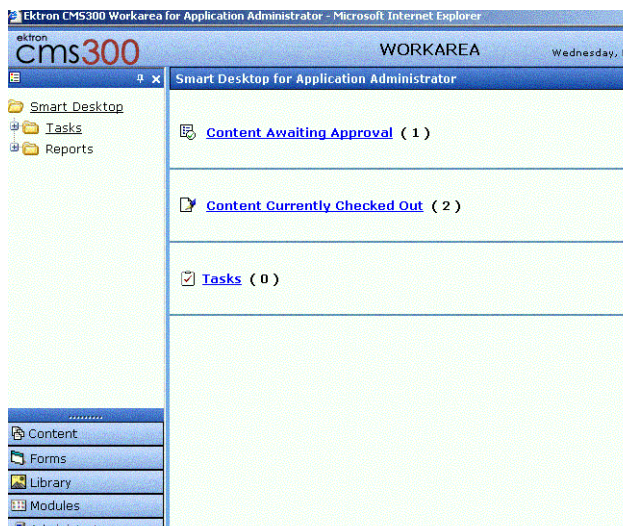 Ektron CMS300 Workarea for Application Administrator - Microsoft Internet Explorer
ektron
cms300
WORKAREA
Wednesday,
Smart Desktop for Application Administrator
Smart Desktop
Tasks
Reports
Content Awaiting Approval ( 1 )
Content Currently Checked Out ( 2 )
Tasks ( 0 )
Content
Forms
Library
Modules